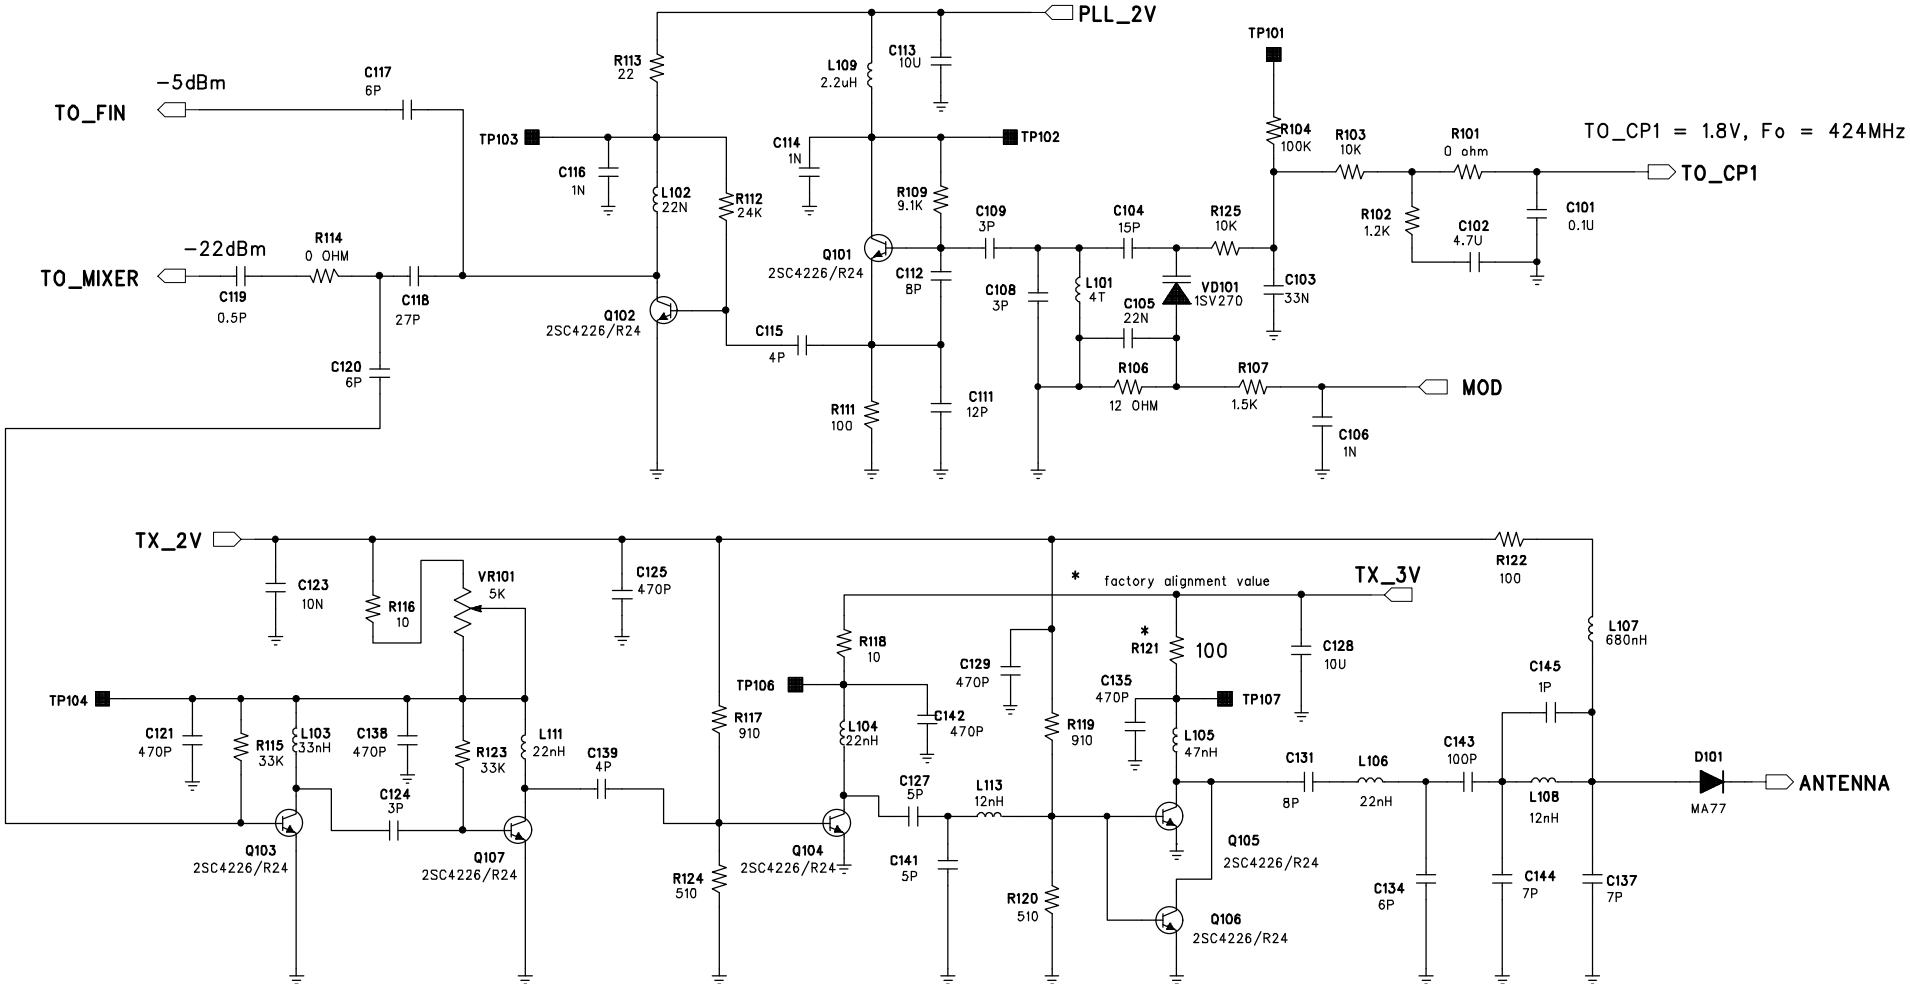 PLL_2V
TP101
C117
6P
-5dBm
TO_FIN
R113
22
L109
2.2uH
C113
10U
TP103
TP102
C114
1N
C116
1N
L102
22N
R112
24K
R109
9.1K
R104
100K
R103
10K
R101
0 ohm
TO_CP1 = 1.8V, Fo = 424MHz
TO_CP1
R102
1.2K
C102
4.7U
C101
0.1U
C109
3P
C104
15P
R125
10K
-22dBm
R114
0 OHM
TO_MIXER
C119
0.5P
C118
27P
Q101
2SC4226/R24
C112
8P
C108
3P
L101
4T
C105
22N
VD101
1SV270
C103
33N
Q102
2SC4226/R24
C115
4P
C120
6P
R106
12 OHM
R107
1.5K
MOD
R111
100
C111
12P
C106
1N
TX_2V
C123
10N
R116
10
VR101
5K
C125
470P
* factory alignment value
TX_3V
R122
100
L107
680nH
R118
10
*
R121
100
C128
10U
C129
470P
C135
470P
C145
1P
TP104
TP106
TP107
C121
470P
R115
33K
L103
33nH
C138
470P
R123
33K
L111
22nH
C139
4P
R117
910
L104
22nH
C142
470P
R119
910
L105
47nH
C124
3P
C127
5P
L113
12nH
C131
8P
L106
22nH
C143
100P
L108
12nH
D101
MA77
ANTENNA
Q103
2SC4226/R24
Q107
2SC4226/R24
Q104
2SC4226/R24
Q105
2SC4226/R24
R124
510
C141
5P
R120
510
C134
6P
C144
7P
C137
7P
Q106
2SC4226/R24